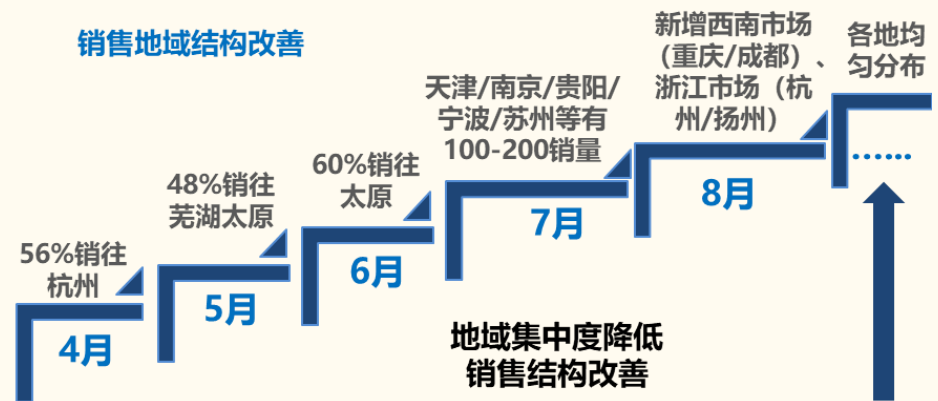 销售地域结构改善
56%销往
杭州
4月
48%销往
芜湖太原
5月
60%销往
太原
6月
天津/南京/贵阳/
宁波/苏州等有
100-200销量
7月
新增西南市场
（重庆/成都）、
浙江市场（杭
州/扬州）
8月
各地均
匀分布
……
地域集中度降低
销售结构改善